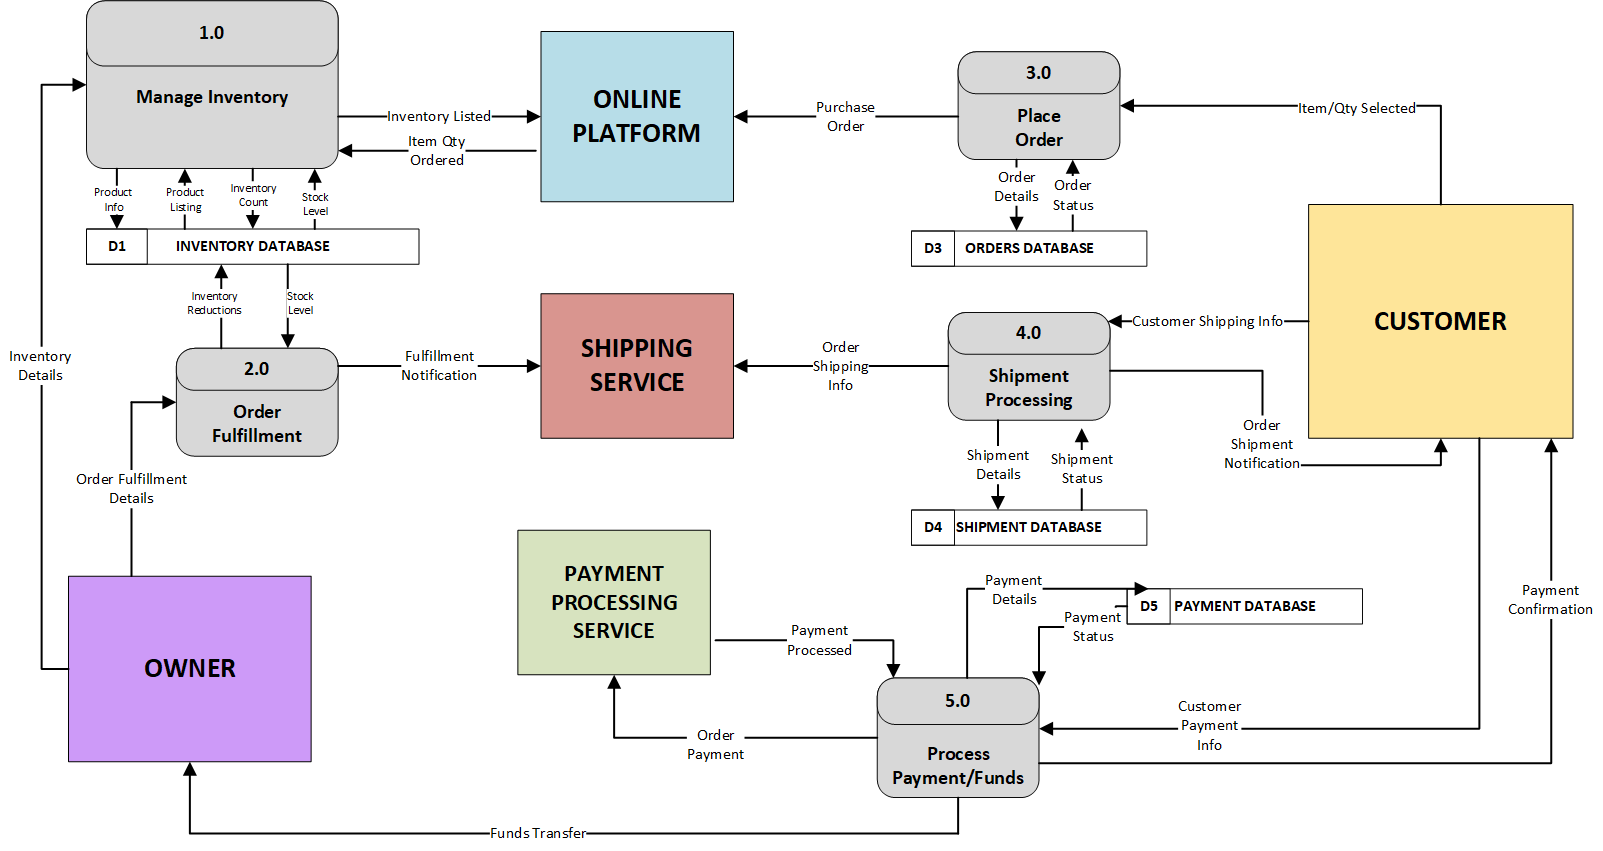 1.0
Manage Inventory
ONLINE
PLATFORM
3.0
Place
Order
Purchase
Order
Item/Qty Selected
Inventory Listed
Item Qty
Ordered
Product
Info
Product
Listing
Inventory
Count
Stock
Level
Order
Details
Order
Status
D1
INVENTORY DATABASE
D3
ORDERS DATABASE
Inventory
Reductions
Stock
Level
CUSTOMER
SHIPPING
SERVICE
4.0
Shipment
Processing
Customer Shipping Info
Inventory
Details
2.0
Order
Fulfillment
Fulfillment
Notification
Order
Shipping
Info
Order
Shipment
Notification
Order Fulfillment
Details
Shipment
Details
Shipment
Status
D4
SHIPMENT DATABASE
PAYMENT
PROCESSING
SERVICE
Payment
Details
D5
PAYMENT DATABASE
Payment
Status
Payment
Confirmation
Payment
Processed
OWNER
5.0
Process
Payment/Funds
Customer
Payment
Info
Order
Payment
Funds Transfer